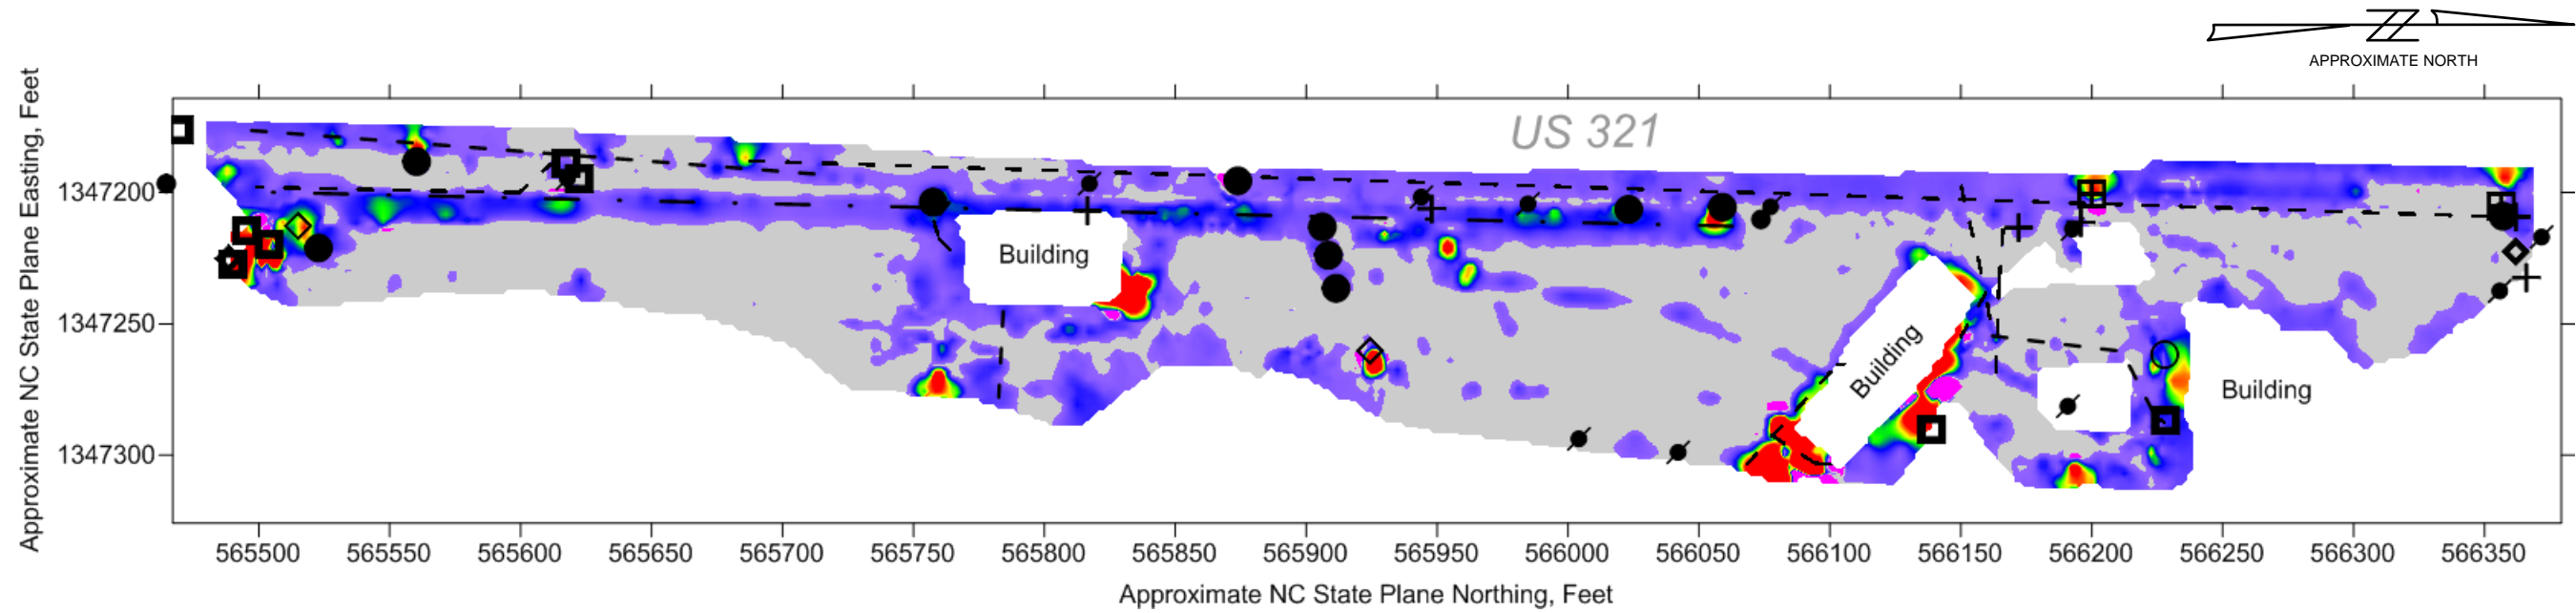 APPROXIMATE NORTH
US 321
Approximate NC State Plane Easting, Feet
1347200
1347250
1347300
Building
Building
Building
565500 565550 565600 565650 565700 565750 565800 565850 565900 565950 566000 566050 566100 566150 566200 566250 566300 566350
Approximate NC State Plane Northing, Feet